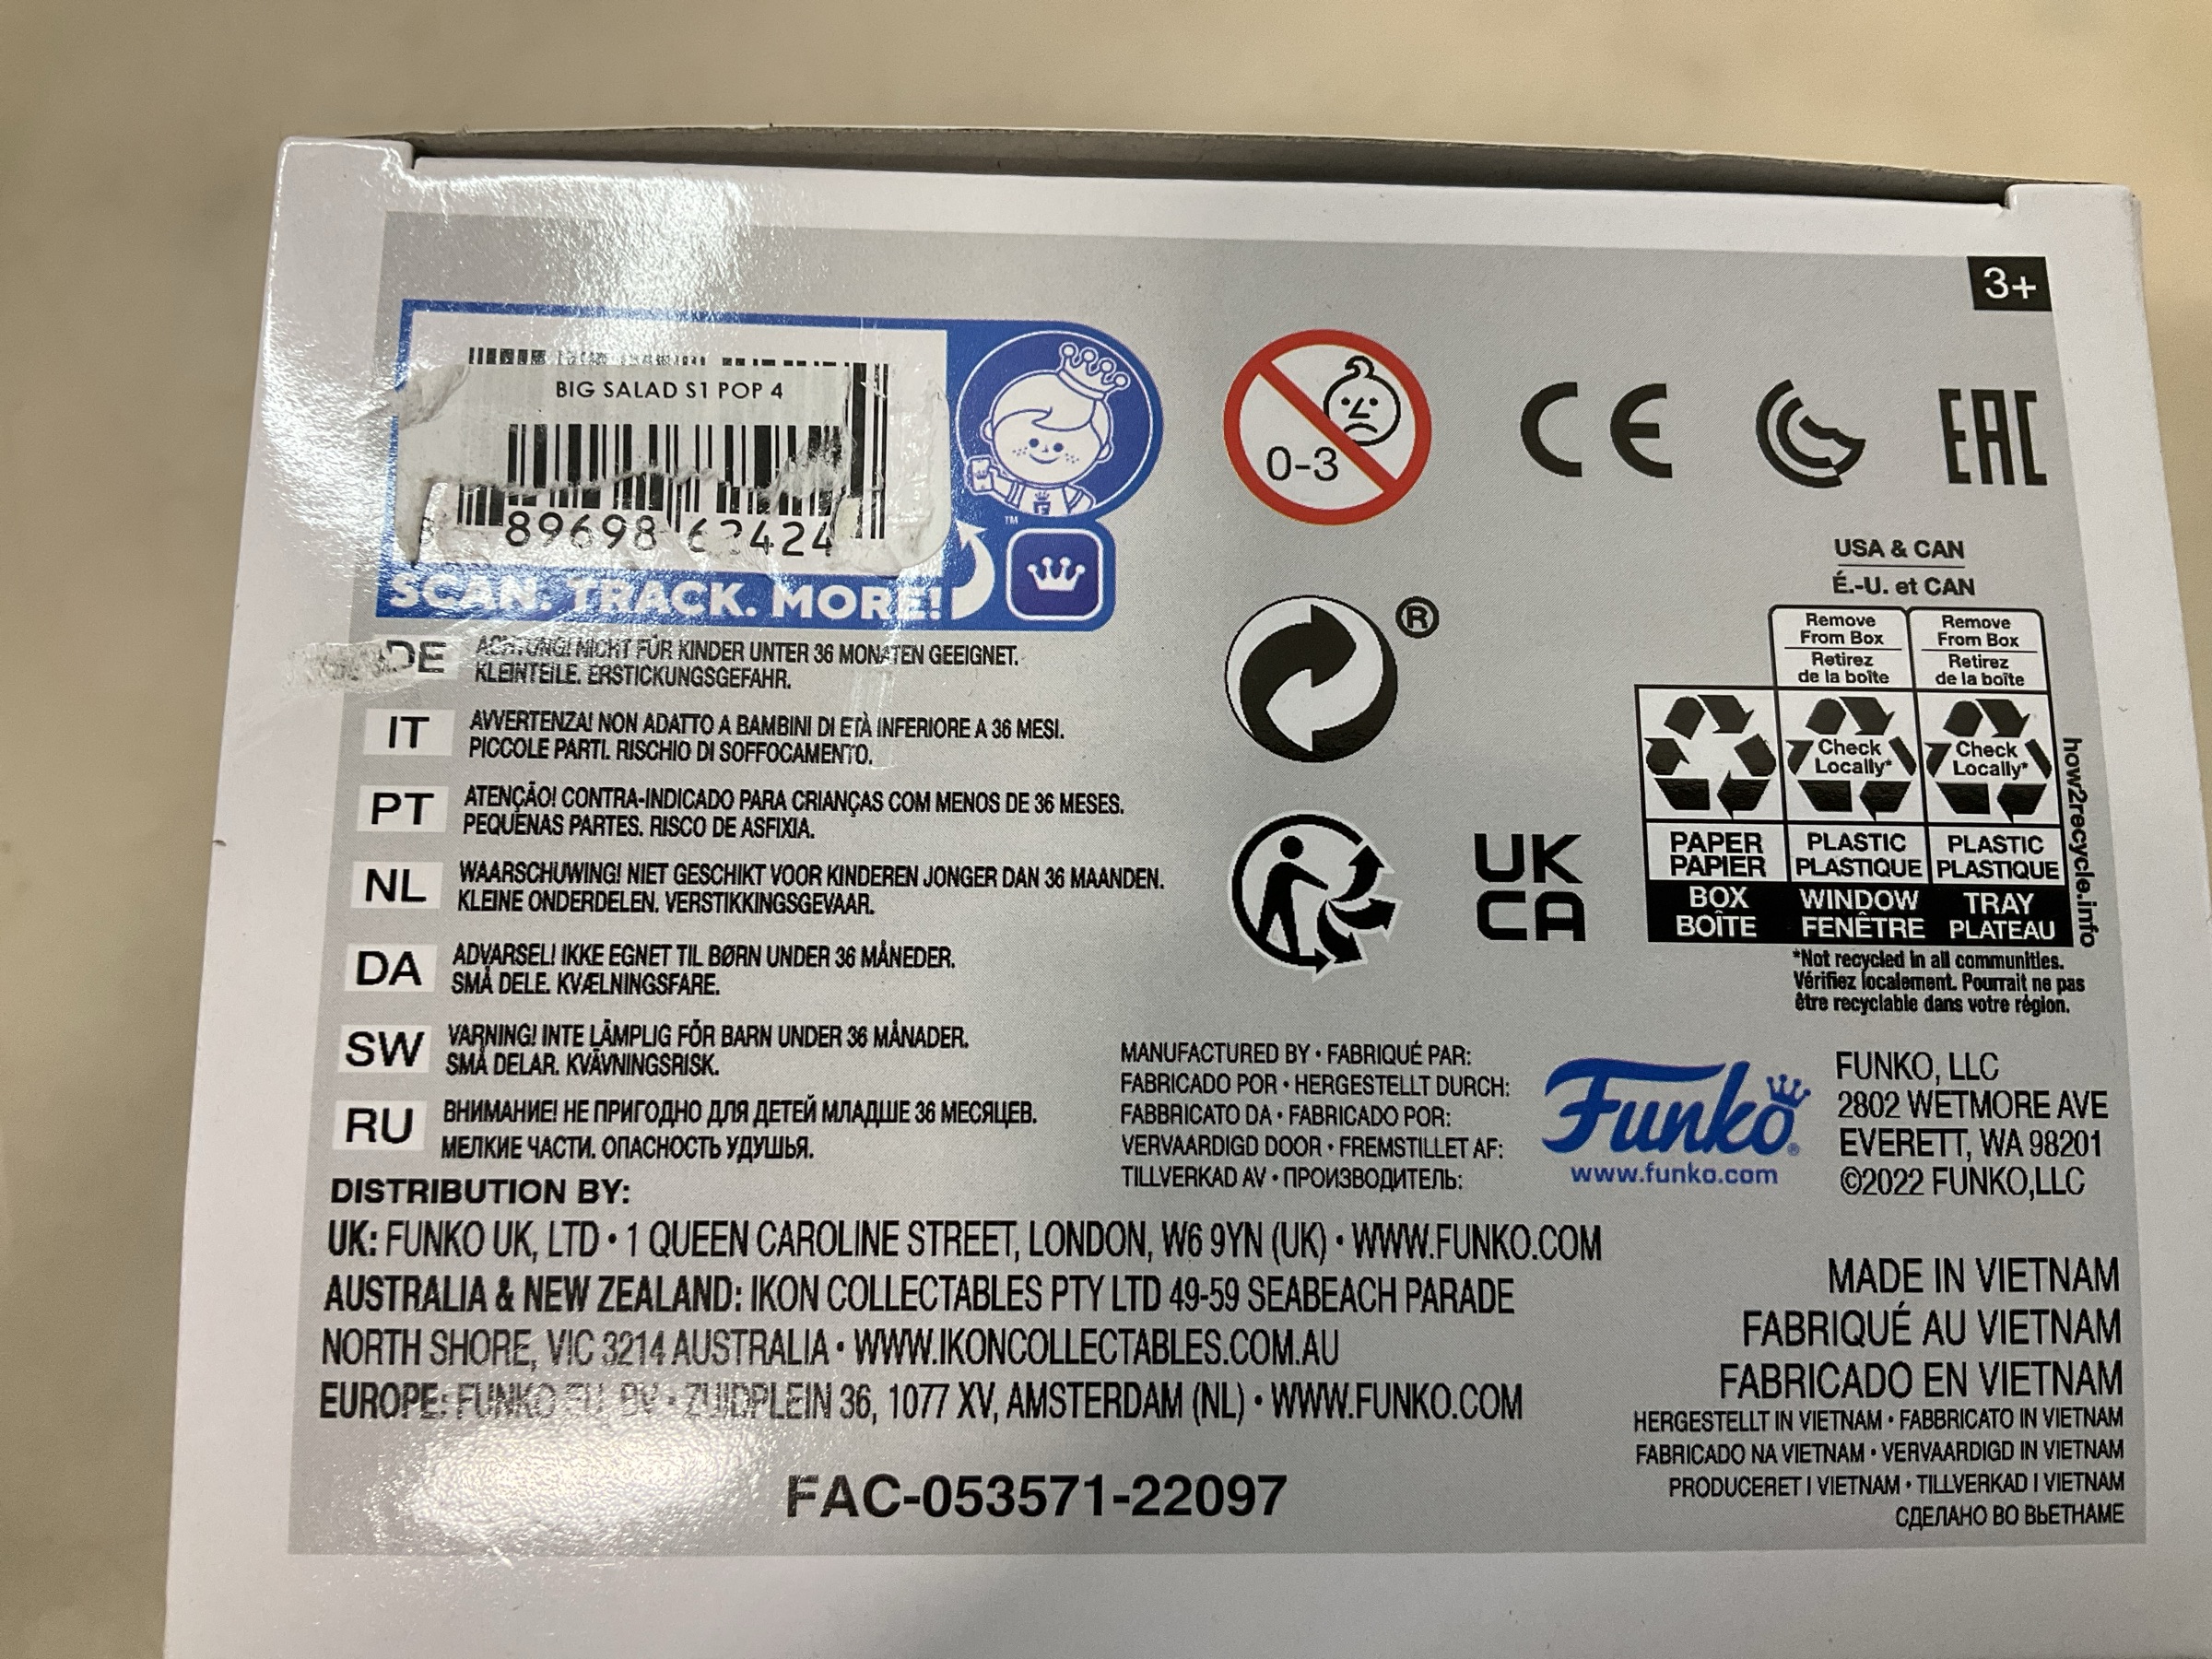 3+
BIG SALAD S1 POP 4
89698
SCAN. TRACK. MORE!
TM
0-3
CE
EAC
USA & CAN
É.-U. et CAN
Remove
From Box
Retirez
de la boîte
Remove
From Box
Retirez
de la boîte
Check
Locally*
Check
Locally*
PAPER
PAPIER
PLASTIC
PLASTIQUE
PLASTIC
PLASTIQUE
BOX
BOÎTE
WINDOW
FENÊTRE
TRAY
PLATEAU
how2recycle.info
*Not recycled in all communities.
Vérifiez localement. Pourrait ne pas
être recyclable dans votre région.
®
UK
CA
DE ACHTUNG! NICHT FÜR KINDER UNTER 36 MONATEN GEEIGNET.
KLEINTEILE. ERSTICKUNGSGEFAHR.
IT AVVERTENZA! NON ADATTO A BAMBINI DI ETÀ INFERIORE A 36 MESI.
PICCOLE PARTI. RISCHIO DI SOFFOCAMENTO.
PT ATENÇÃO! CONTRA-INDICADO PARA CRIANÇAS COM MENOS DE 36 MESES.
PEQUENAS PARTES. RISCO DE ASFIXIA.
NL WAARSCHUWING! NIET GESCHIKT VOOR KINDEREN JONGER DAN 36 MAANDEN.
KLEINE ONDERDELEN. VERSTIKKINGSGEVAAR.
DA ADVARSEL! IKKE EGNET TIL BØRN UNDER 36 MÅNEDER.
SMÅ DELE. KVÆLNINGSFARE.
SW VARNING! INTE LÄMPLIG FÖR BARN UNDER 36 MÅNADER.
SMÅ DELAR. KVÄVNINGSRISK.
RU ВНИМАНИЕ! НЕ ПРИГОДНО ДЛЯ ДЕТЕЙ МЛАДШЕ 36 МЕСЯЦЕВ.
МЕЛКИЕ ЧАСТИ. ОПАСНОСТЬ УДУШЬЯ.
MANUFACTURED BY • FABRIQUÉ PAR:
FABRICADO POR • HERGESTELLT DURCH:
FABBRICATO DA • FABRICADO POR:
VERVAARDIGD DOOR • FREMSTILLET AF:
TILLVERKAD AV • ПРОИЗВОДИТЕЛЬ:
Funko®
www.funko.com
FUNKO, LLC
2802 WETMORE AVE
EVERETT, WA 98201
©2022 FUNKO,LLC
DISTRIBUTION BY:
UK: FUNKO UK, LTD • 1 QUEEN CAROLINE STREET, LONDON, W6 9YN (UK) • WWW.FUNKO.COM
AUSTRALIA & NEW ZEALAND: IKON COLLECTABLES PTY LTD 49-59 SEABEACH PARADE
NORTH SHORE, VIC 3214 AUSTRALIA • WWW.IKONCOLLECTABLES.COM.AU
EUROPE: FUNKO EU, BV • ZUIDPLEIN 36, 1077 XV, AMSTERDAM (NL) • WWW.FUNKO.COM
MADE IN VIETNAM
FABRIQUÉ AU VIETNAM
FABRICADO EN VIETNAM
HERGESTELLT IN VIETNAM • FABBRICATO IN VIETNAM
FABRICADO NA VIETNAM • VERVAARDIGD IN VIETNAM
PRODUCERET I VIETNAM • TILLVERKAD I VIETNAM
СДЕЛАНО ВО ВЬЕТНАМЕ
FAC-053571-22097